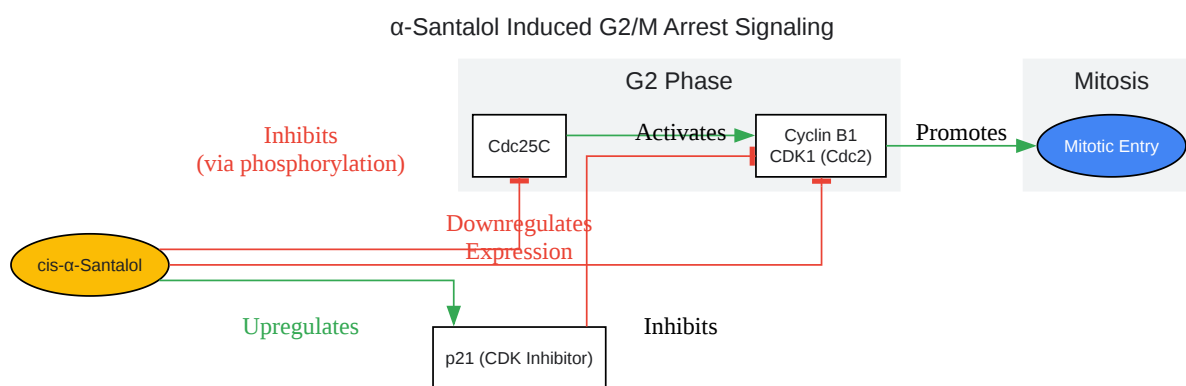 α-Santalol Induced G2/M Arrest Signaling
G2 Phase
Mitosis
Inhibits
(via phosphorylation)
Cdc25C
Activates
Cyclin B1
CDK1 (Cdc2)
Promotes
Mitotic Entry
Downregulates
Expression
cis-α-Santalol
Upregulates
Inhibits
p21 (CDK Inhibitor)